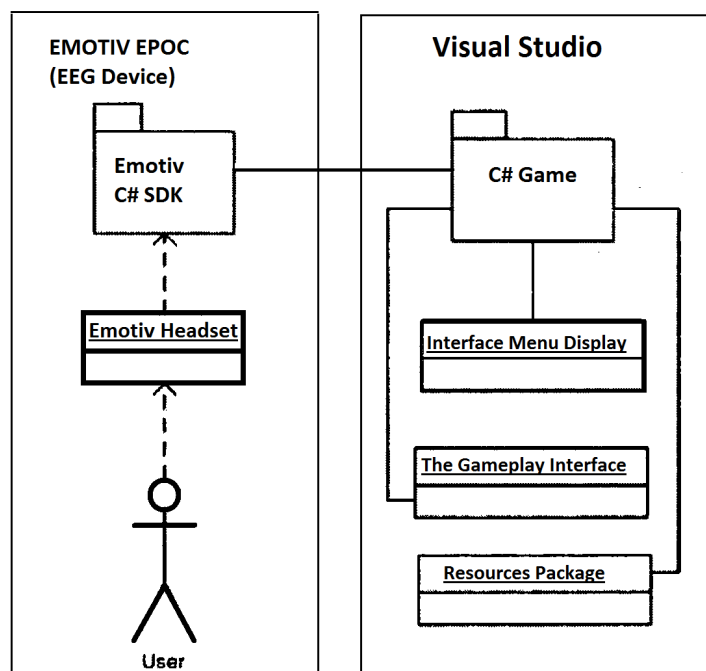 EMOTIV EPOC
(EEG Device)
Emotiv
C# SDK
Emotiv Headset
User
Visual Studio
C# Game
Interface Menu Display
The Gameplay Interface
Resources Package